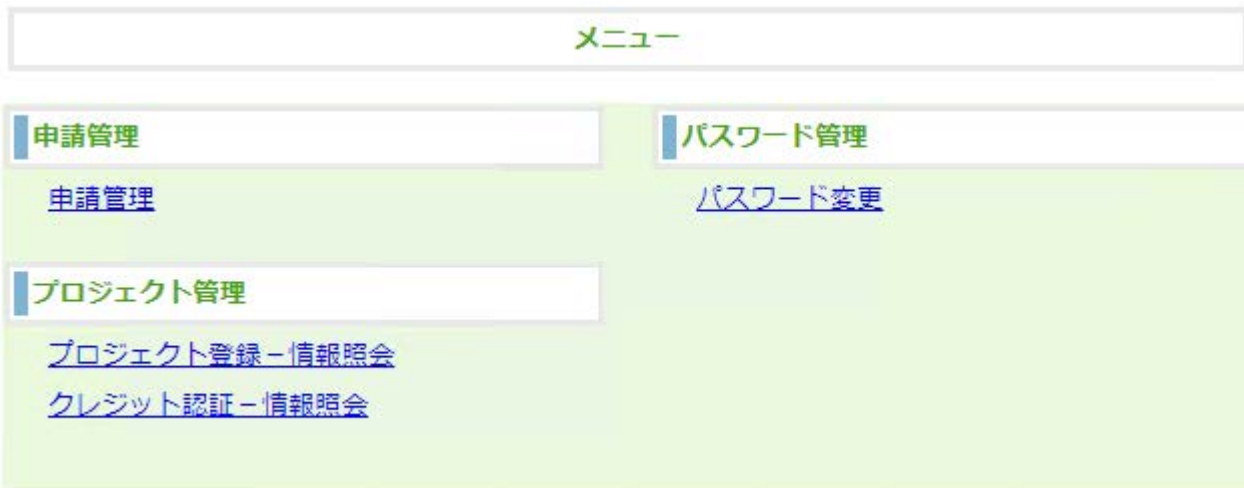 メニュー
申請管理
申請管理
プロジェクト管理
プロジェクト登録－情報照会
クレジット認証－情報照会
パスワード管理
パスワード変更